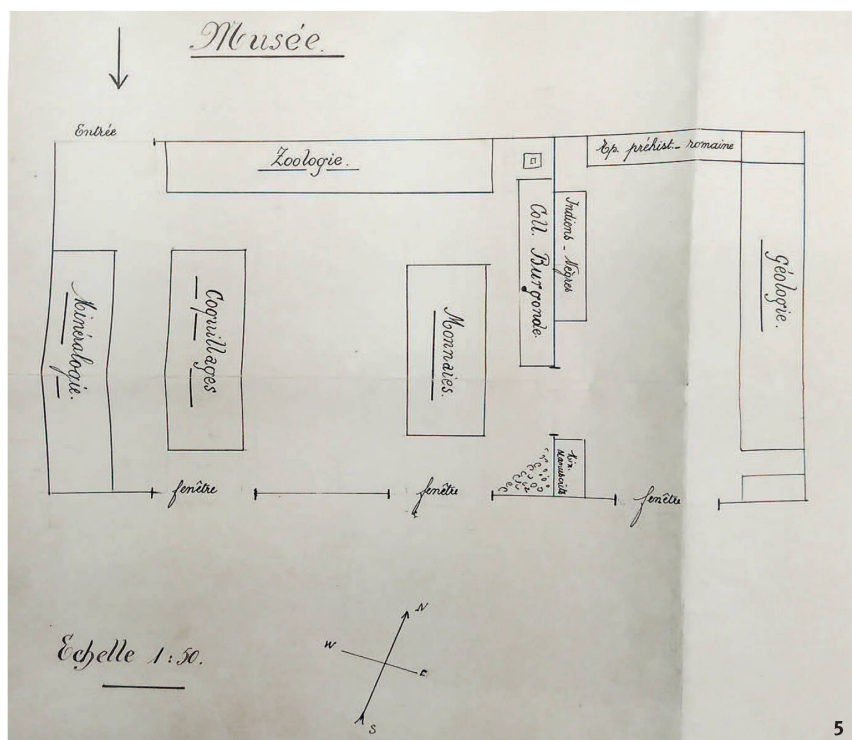 Musée.
Entrée
Zoologie.
Ep. préhist.-romaine
Coll. Burgonde
Indiens - Nègres
Géologie.
Minéralogie.
Coquillages
Monnaies.
Manuscrits
fenêtre
fenêtre
fenêtre
Echelle 1:50.
N
W
E
S
5